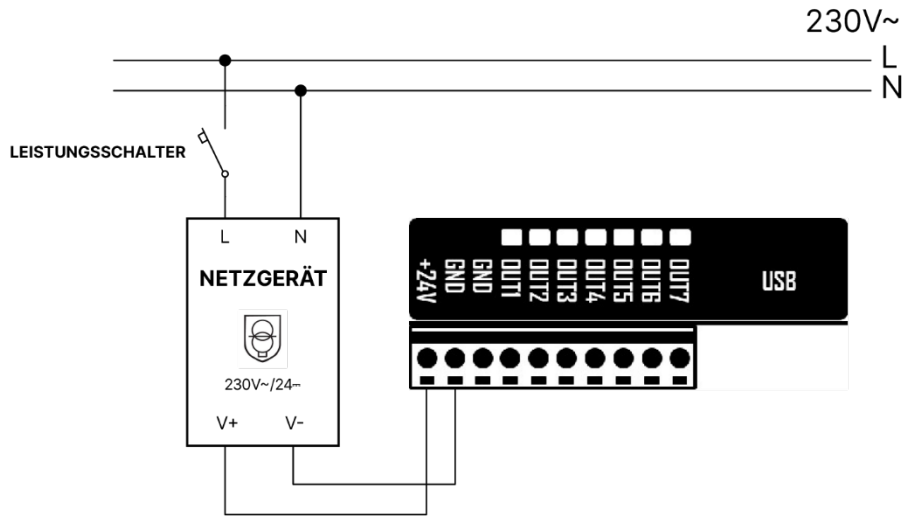 230V~
L
N
LEISTUNGSSCHALTER
L N
NETZGERÄT
230V~/24⎓
V+ V-
+24V GND GND OUT1 OUT2 OUT3 OUT4 OUT5 OUT6 OUT7 USB